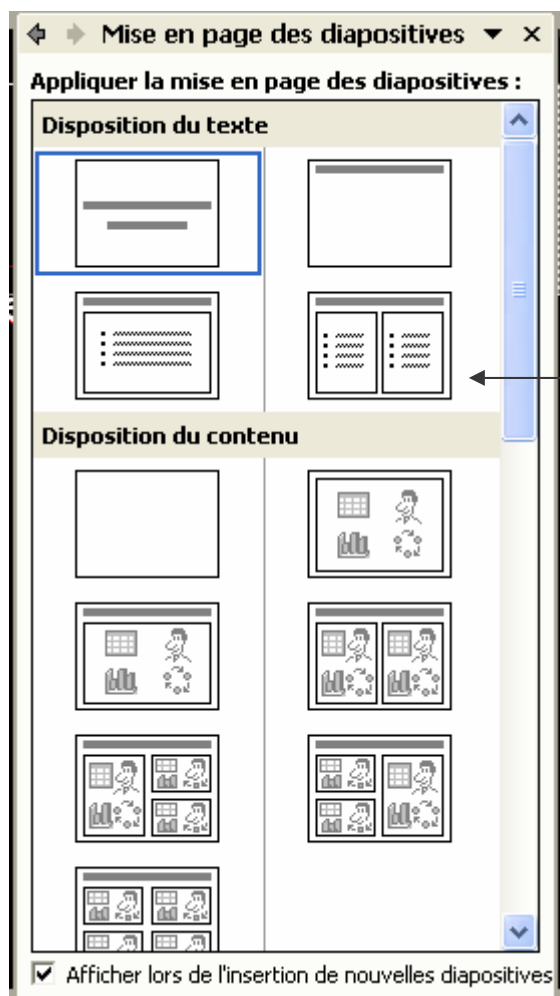 Mise en page des diapositives
Appliquer la mise en page des diapositives :
Disposition du texte
Disposition du contenu
Afficher lors de l'insertion de nouvelles diapositives